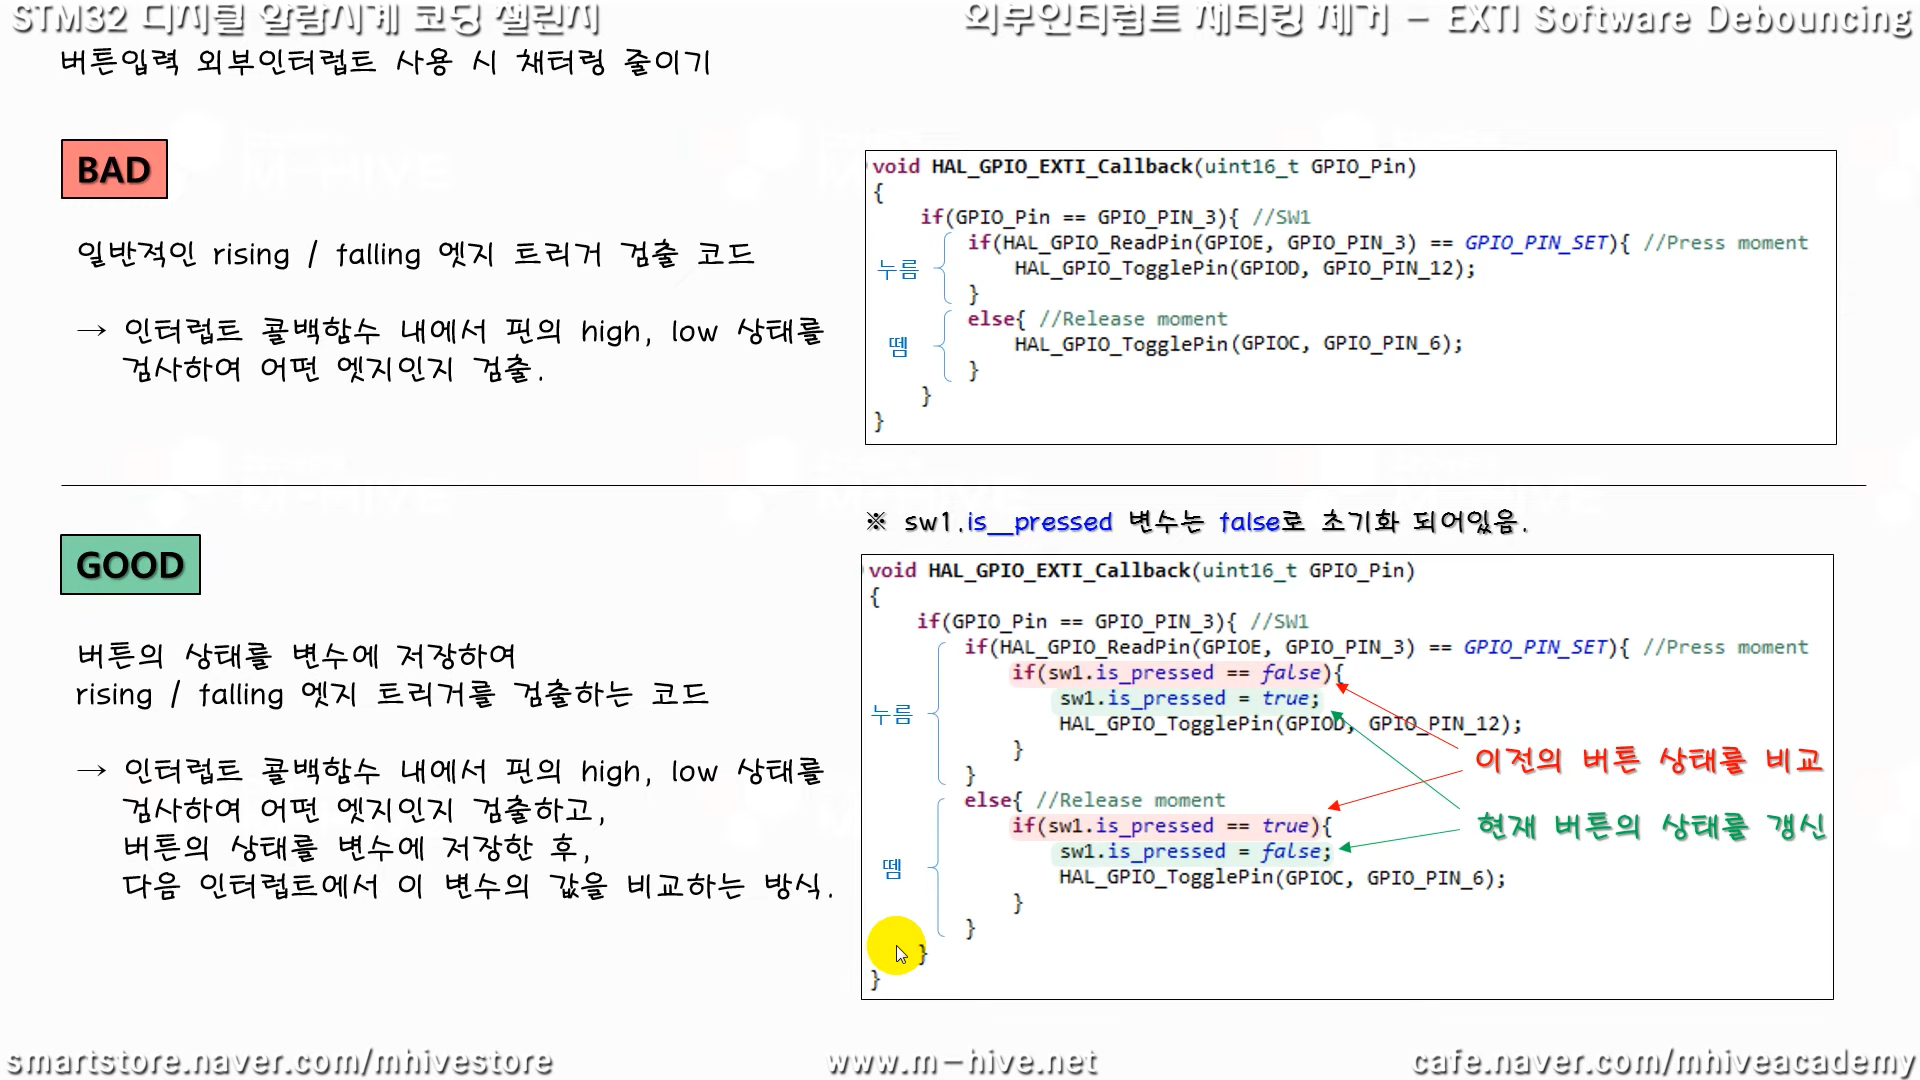 STM32 디지털 알람시계 코딩 챌린지
외부인터럽트 채터링 제거 - EXTI Software Debouncing
버튼입력 외부인터럽트 사용 시 채터링 줄이기
BAD
일반적인 rising / falling 엣지 트리거 검출 코드
→ 인터럽트 콜백함수 내에서 핀의 high, low 상태를
검사하여 어떤 엣지인지 검출.
void HAL_GPIO_EXTI_Callback(uint16_t GPIO_Pin)
{
if(GPIO_Pin == GPIO_PIN_3){ //SW1
if(HAL_GPIO_ReadPin(GPIOE, GPIO_PIN_3) == GPIO_PIN_SET){ //Press moment
누름
HAL_GPIO_TogglePin(GPIOD, GPIO_PIN_12);
}
else{ //Release moment
뗌
HAL_GPIO_TogglePin(GPIOC, GPIO_PIN_6);
}
}
}
GOOD
버튼의 상태를 변수에 저장하여
rising / falling 엣지 트리거를 검출하는 코드
→ 인터럽트 콜백함수 내에서 핀의 high, low 상태를
검사하여 어떤 엣지인지 검출하고,
버튼의 상태를 변수에 저장한 후,
다음 인터럽트에서 이 변수의 값을 비교하는 방식.
※ sw1.is_pressed 변수는 false로 초기화 되어있음.
void HAL_GPIO_EXTI_Callback(uint16_t GPIO_Pin)
{
if(GPIO_Pin == GPIO_PIN_3){ //SW1
if(HAL_GPIO_ReadPin(GPIOE, GPIO_PIN_3) == GPIO_PIN_SET){ //Press moment
if(sw1.is_pressed == false){
sw1.is_pressed = true;
누름
HAL_GPIO_TogglePin(GPIOD, GPIO_PIN_12);
}
이전의 버튼 상태를 비교
}
else{ //Release moment
if(sw1.is_pressed == true){
현재 버튼의 상태를 갱신
sw1.is_pressed = false;
뗌
HAL_GPIO_TogglePin(GPIOC, GPIO_PIN_6);
}
}
}
}
smartstore.naver.com/mhivestore
www.m-hive.net
cafe.naver.com/mhiveacademy